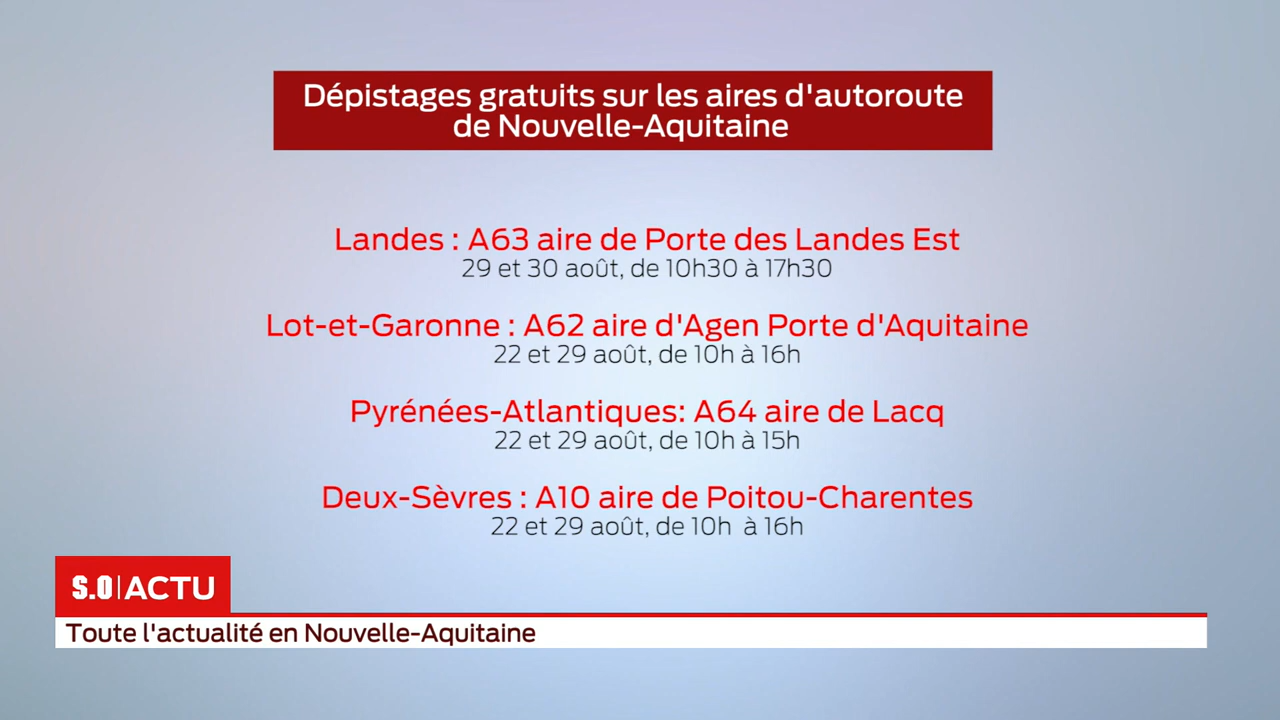 Dépistages gratuits sur les aires d'autoroute
de Nouvelle-Aquitaine
Landes : A63 aire de Porte des Landes Est
29 et 30 août, de 10h30 à 17h30
Lot-et-Garonne : A62 aire d'Agen Porte d'Aquitaine
22 et 29 août, de 10h à 16h
Pyrénées-Atlantiques: A64 aire de Lacq
22 et 29 août, de 10h à 15h
Deux-Sèvres : A10 aire de Poitou-Charentes
22 et 29 août, de 10h  à 16h
S.O|ACTU
Toute l'actualité en Nouvelle-Aquitaine